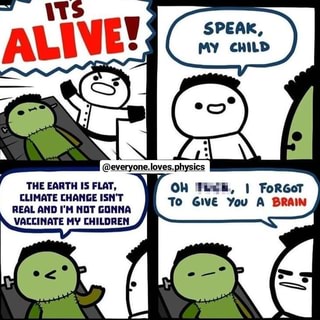 IT'S
ALIVE!
SPEAK,
MY CHILD
@everyone.loves.physics
THE EARTH IS FLAT,
CLIMATE CHANGE ISN'T
REAL AND I'M NOT GONNA
VACCINATE MY CHILDREN
OH , I FORGOT
TO GIVE YOU A BRAIN